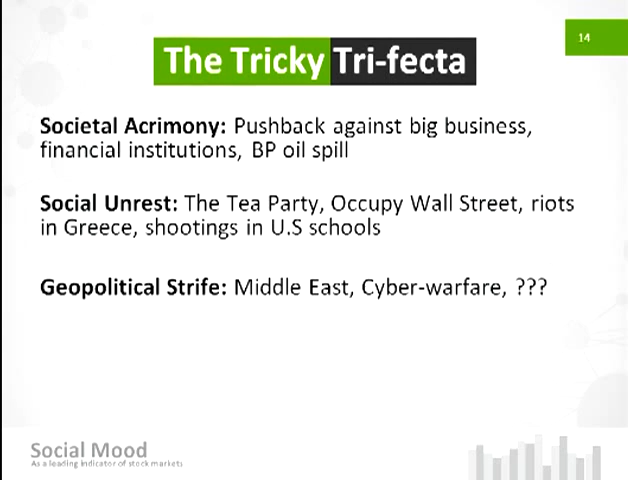 14
The Tricky Tri-fecta
Societal Acrimony: Pushback against big business,
financial institutions, BP oil spill
Social Unrest: The Tea Party, Occupy Wall Street, riots
in Greece, shootings in U.S schools
Geopolitical Strife: Middle East, Cyber-warfare, ???
Social Mood
As a leading indicator of stock markets